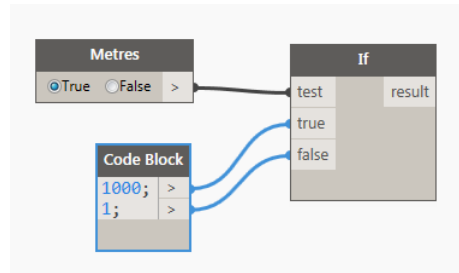 Metres
True False >
Code Block
1000; >
1; >
If
test result
true
false